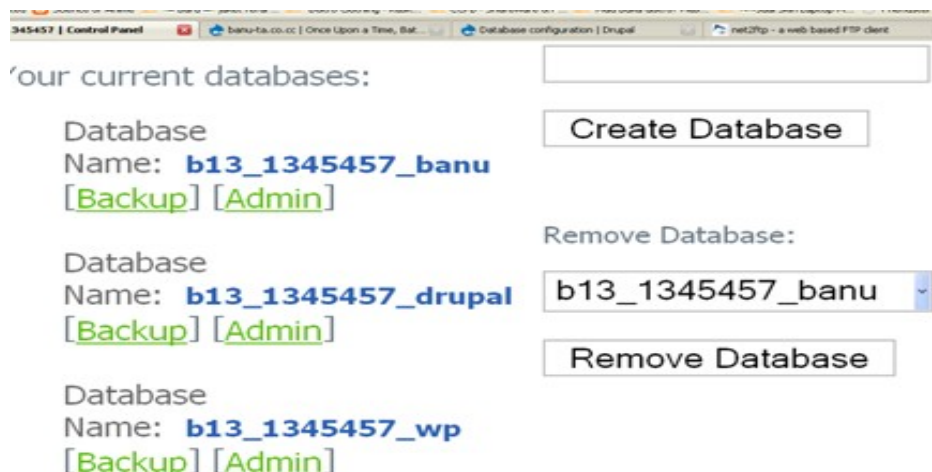 345457 | Control Panel
banu-ta.co.cc | Once Upon a Time, Bat...
Database configuration | Drupal
net2ftp - a web based FTP client
Your current databases:
Database
Name: b13_1345457_banu
[Backup] [Admin]
Database
Name: b13_1345457_drupal
[Backup] [Admin]
Database
Name: b13_1345457_wp
[Backup] [Admin]
Create Database
Remove Database:
b13_1345457_banu
Remove Database